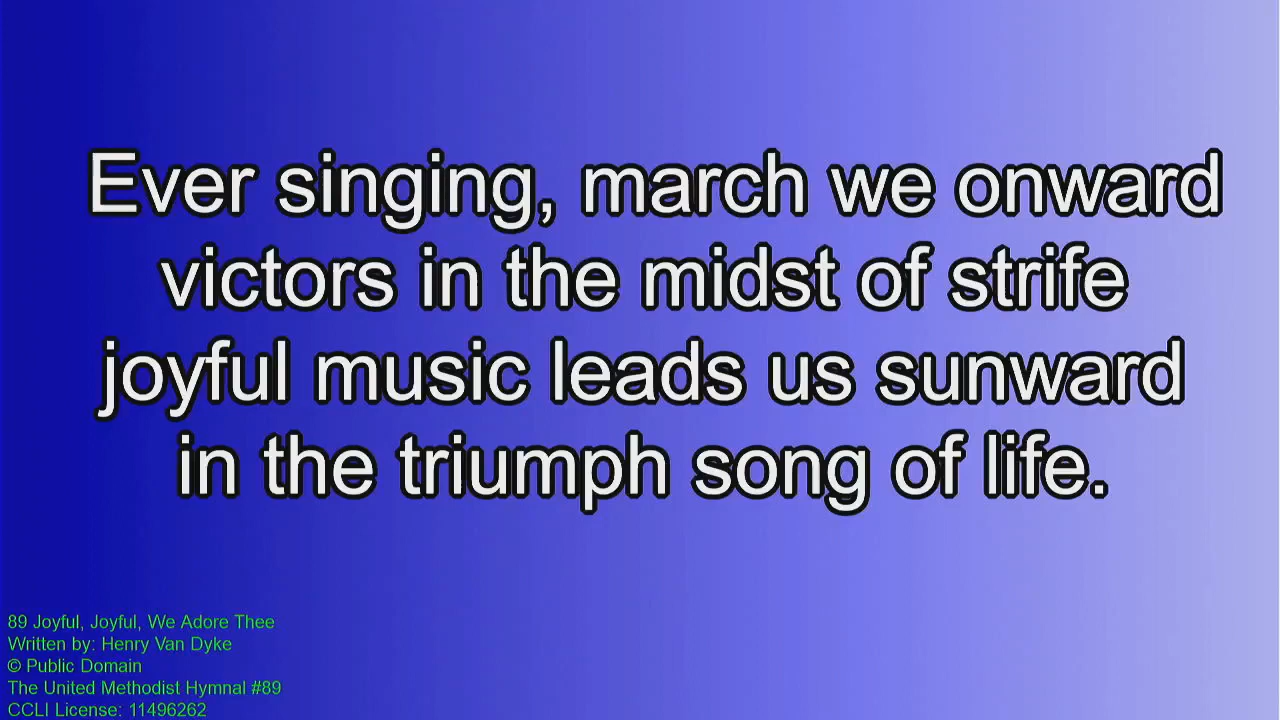 Ever singing, march we onward
victors in the midst of strife
joyful music leads us sunward
in the triumph song of life.
89 Joyful, Joyful, We Adore Thee
Written by: Henry Van Dyke
© Public Domain
The United Methodist Hymnal #89
CCLI License: 11496262